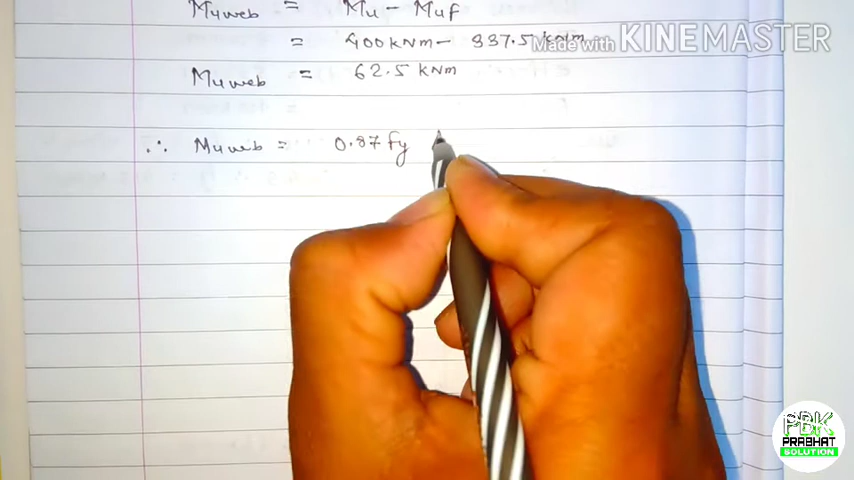 Muweb = Mu - Muf
= 400 kNm - 337.5 kNm
Made with KINEMASTER
Muweb = 62.5 kNm
∴ Muweb = 0.87 fy
PBK
PRABHAT
SOLUTION